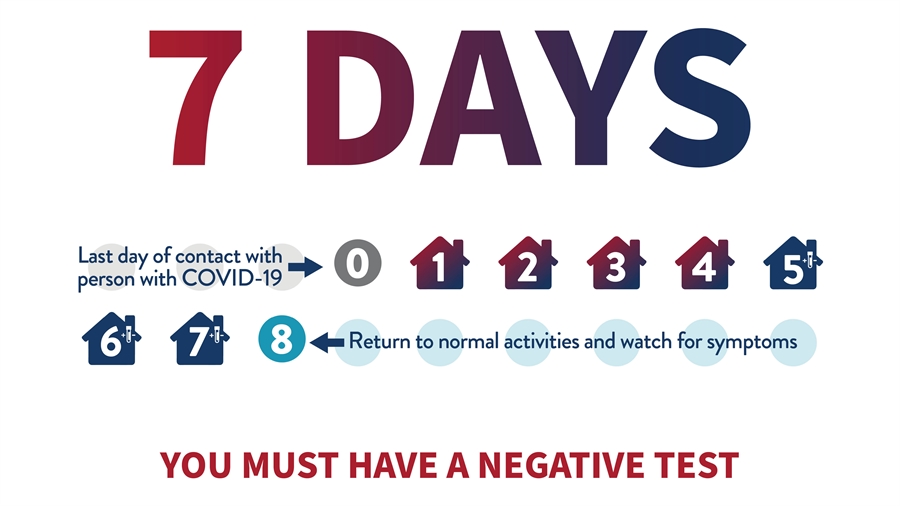 7 DAYS
Last day of contact with
person with COVID-19
0 1 2 3 4 5
6 7 8 Return to normal activities and watch for symptoms
YOU MUST HAVE A NEGATIVE TEST